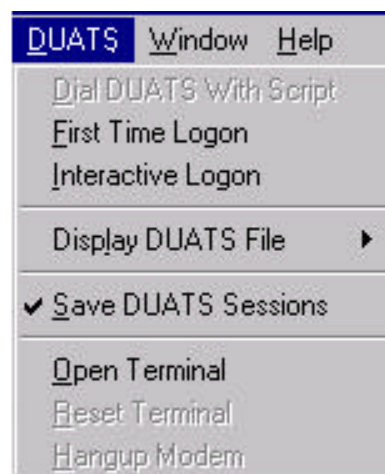 DUATS Window Help
Dial DUATS With Script
First Time Logon
Interactive Logon
Display DUATS File
Save DUATS Sessions
Open Terminal
Reset Terminal
Hangup Modem